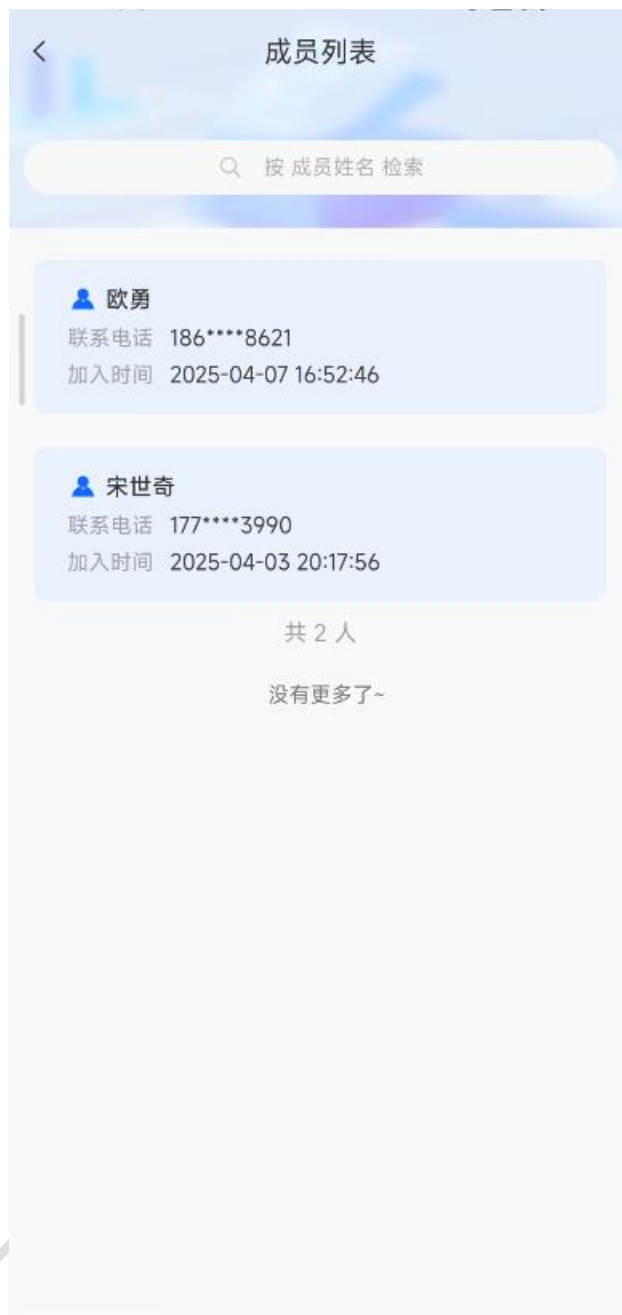 成员列表
按 成员姓名 检索
欧勇
联系电话 186****8621
加入时间 2025-04-07 16:52:46
宋世奇
联系电话 177****3990
加入时间 2025-04-03 20:17:56
共 2 人
没有更多了~